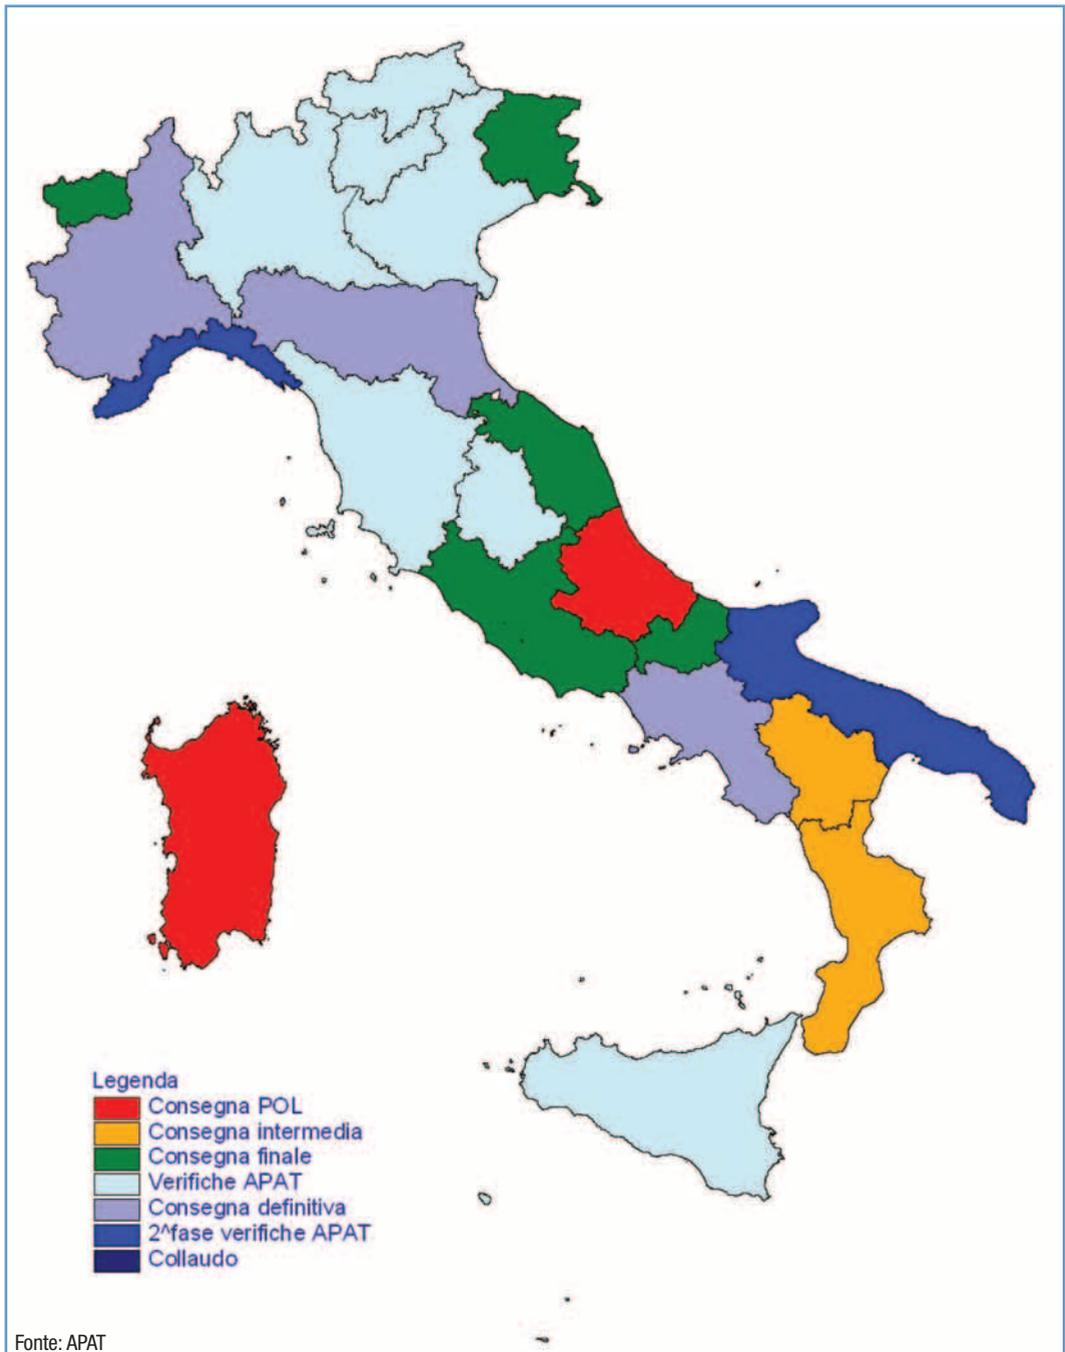 Legenda
Consegna POL
Consegna intermedia
Consegna finale
Verifiche APAT
Consegna definitiva
2^fase verifiche APAT
Collaudo
Fonte: APAT